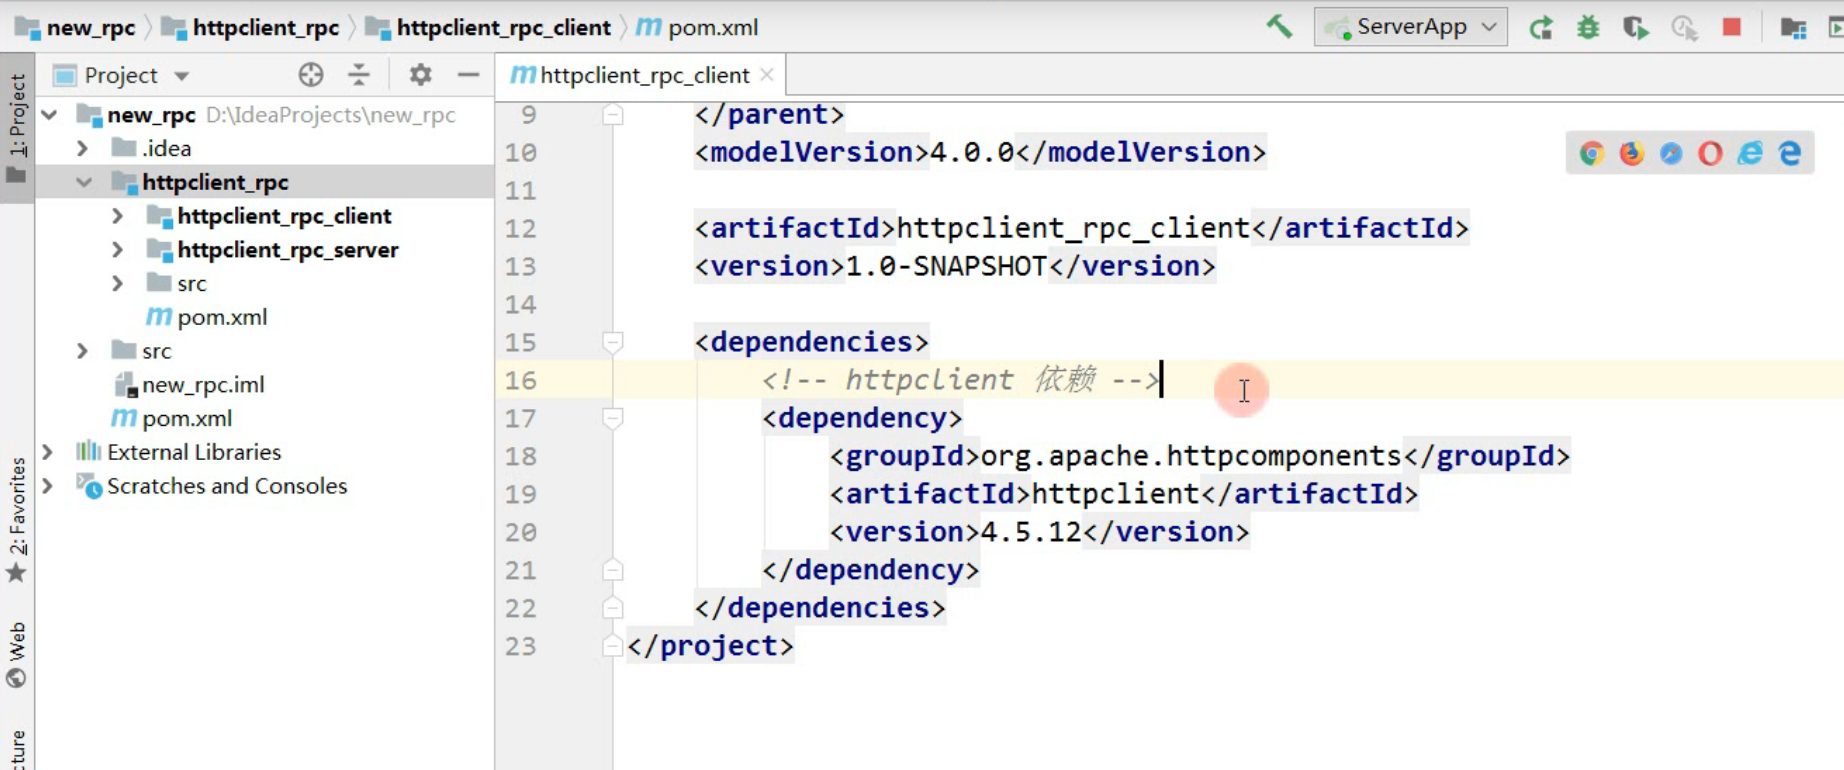 new_rpc httpclient_rpc httpclient_rpc_client m pom.xml
ServerApp
Project
httpclient_rpc_client
1: Project
2: Favorites
Web
cture
new_rpc D:\IdeaProjects\new_rpc
.idea
httpclient_rpc
httpclient_rpc_client
httpclient_rpc_server
src
pom.xml
src
new_rpc.iml
pom.xml
External Libraries
Scratches and Consoles
9 </parent>
10 <modelVersion>4.0.0</modelVersion>
11
12 <artifactId>httpclient_rpc_client</artifactId>
13 <version>1.0-SNAPSHOT</version>
14
15 <dependencies>
16 <!-- httpclient 依赖 -->
17 <dependency>
18 <groupId>org.apache.httpcomponents</groupId>
19 <artifactId>httpclient</artifactId>
20 <version>4.5.12</version>
21 </dependency>
22 </dependencies>
23 </project>